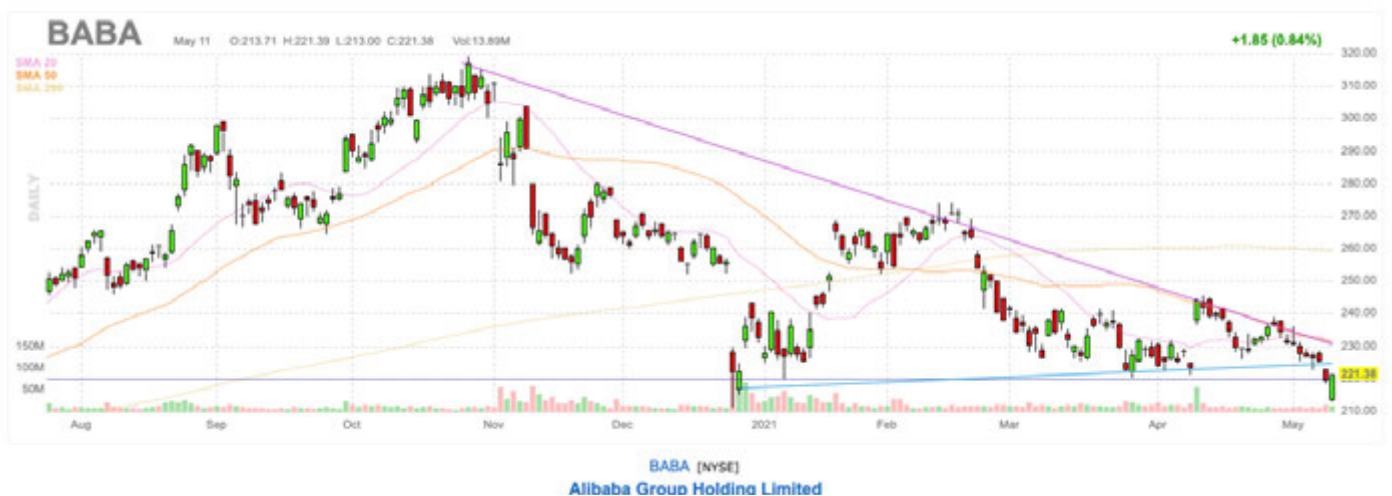 BABA May 11 O:213.71 H:221.39 L:213.00 C:221.38 Vol:13.89M +1.85 (0.84%)
SMA 20
SMA 50
SMA 200
DAILY
320.00
310.00
300.00
290.00
280.00
270.00
260.00
250.00
240.00
230.00
221.38
210.00
150M
100M
50M
Aug Sep Oct Nov Dec 2021 Feb Mar Apr May
BABA [NYSE]
Alibaba Group Holding Limited